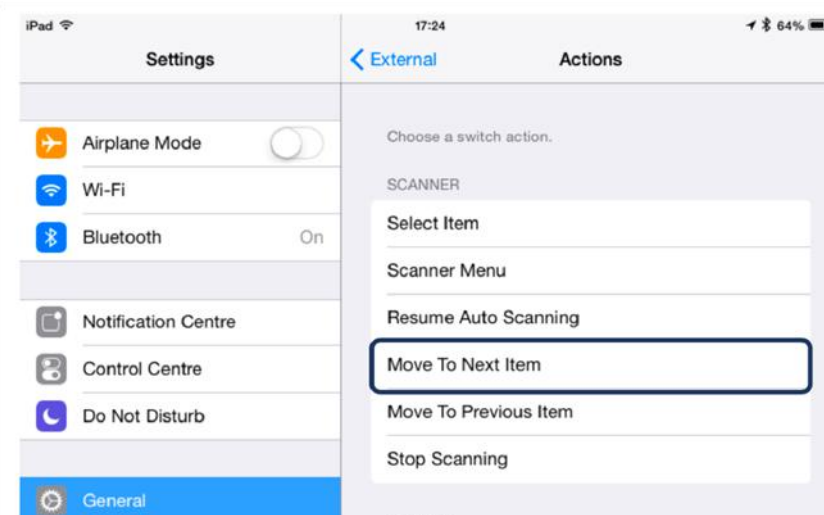 iPad 17:24 64%
Settings
Airplane Mode
Wi-Fi
Bluetooth On
Notification Centre
Control Centre
Do Not Disturb
General
External Actions
Choose a switch action.
SCANNER
Select Item
Scanner Menu
Resume Auto Scanning
Move To Next Item
Move To Previous Item
Stop Scanning